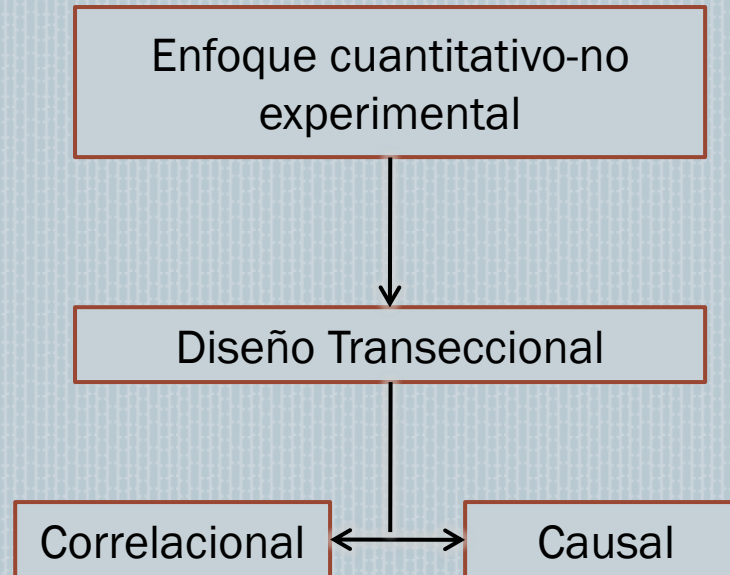 Enfoque cuantitativo-no
experimental
Diseño Transeccional
Correlacional
Causal